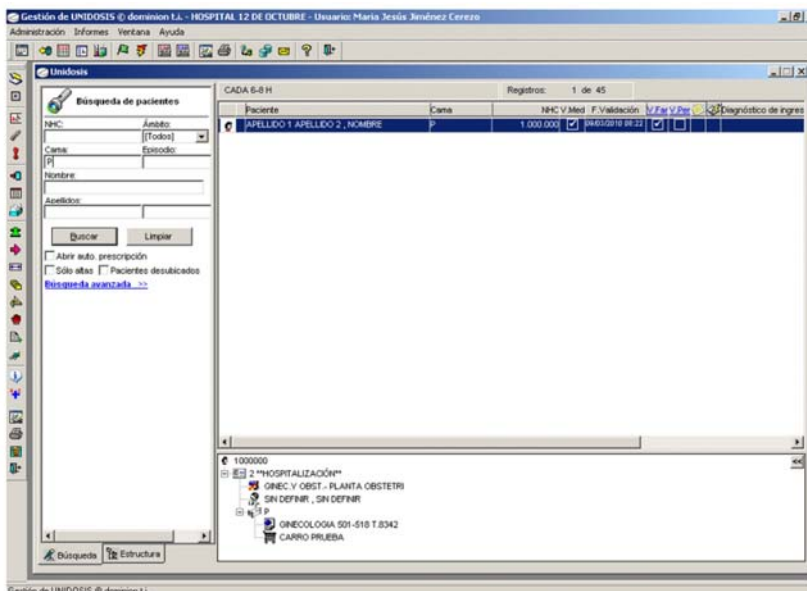 Gestión de UNIDOSIS © dominion t.i. - HOSPITAL 12 DE OCTUBRE - Usuario: Maria Jesús Jiménez Cerezo
Administración Informes Ventana Ayuda
Unidosis
Búsqueda de pacientes
CADA 6-8 H
Registros: 1 de 45
Paciente Cama NHC V.Med F.Validación V.Far V.Per Diagnóstico de ingres
APELLIDO 1 APELLIDO 2 , NOMBRE P 1.000.000
NHC: Ámbito:
[Todos]
Cama: Episodio:
P
Nombre:
Apellidos:
Buscar Limpiar
Abrir auto. prescripción
Sólo altas Pacientes desubicados
Búsqueda avanzada >>
1000000
2 **HOSPITALIZACIÓN**
GINEC.Y OBST.- PLANTA OBSTETRI
SIN DEFINIR , SIN DEFINIR
P
GINECOLOGIA 501-518 T.8342
CARRO PRUEBA
Búsqueda Estructura
Gestión de UNIDOSIS © dominion t.i.